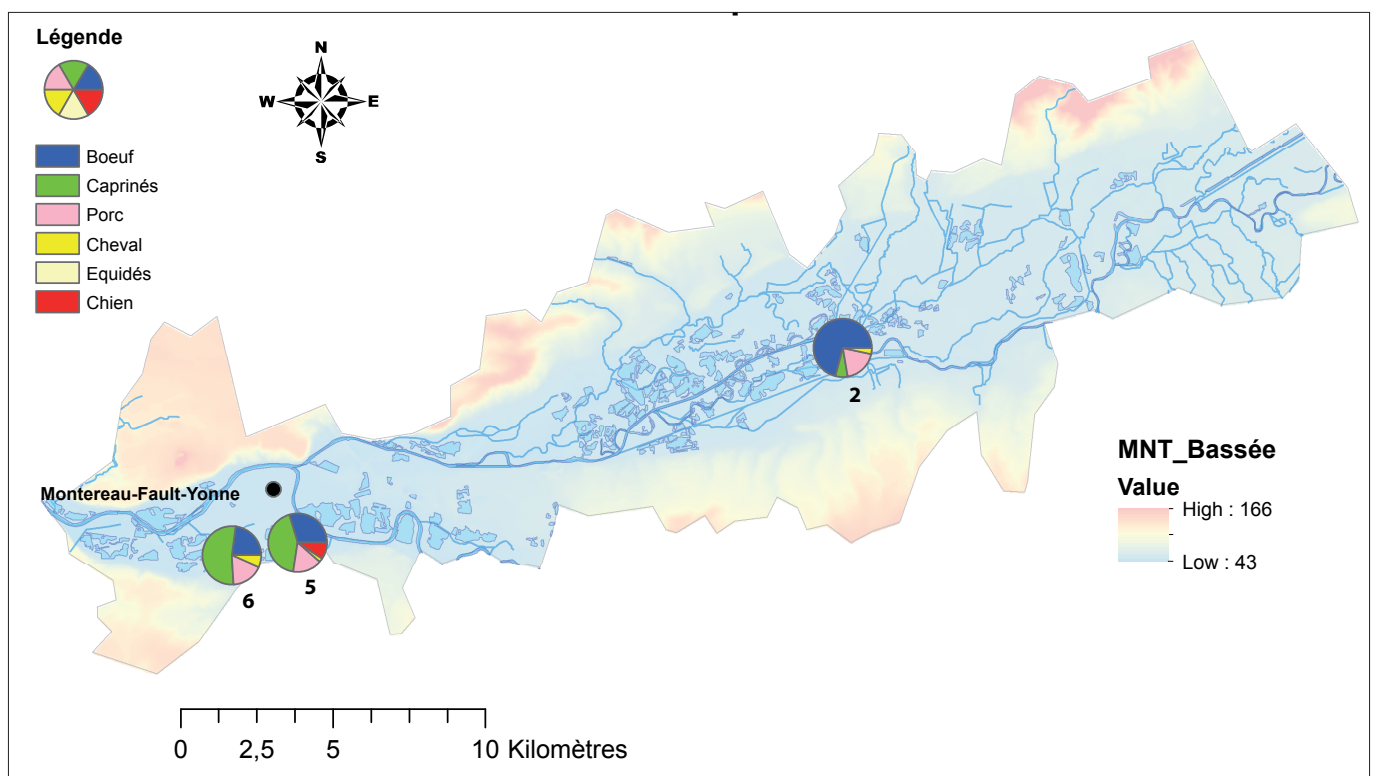 Légende
N
W
E
S
Boeuf
Caprinés
Porc
Cheval
Equidés
Chien
2
MNT_Bassée
Value
High : 166
Low : 43
Montereau-Fault-Yonne
5
6
0 2,5 5 10 Kilomètres